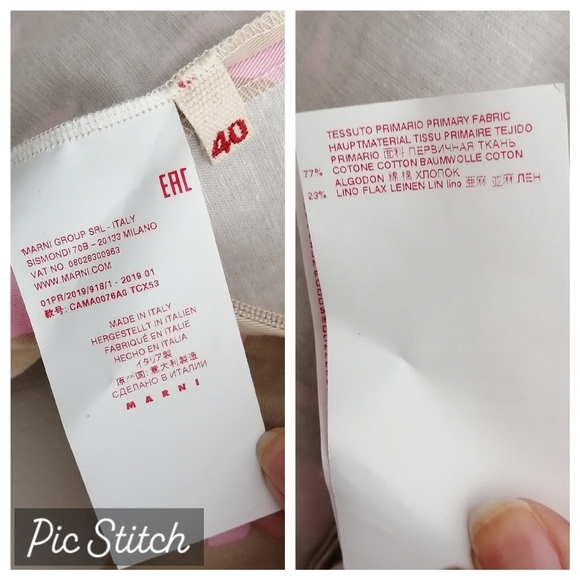 40
EAC
MARNI GROUP SRL - ITALY
SISMONDI 70B - 20133 MILANO
VAT NO 08028300963
WWW.MARNI.COM
01PR/2019/918/1 - 2019 01
款号: CAMA0076A0 TCX53
MADE IN ITALY
HERGESTELLT IN ITALIEN
FABRIQUÉ EN ITALIE
HECHO EN ITALIA
イタリア製
原产国: 意大利製造
СДЕЛАНО В ИТАЛИИ
MARNI
Pic Stitch
TESSUTO PRIMARIO PRIMARY FABRIC
HAUPTMATERIAL TISSU PRIMAIRE TEJIDO
PRIMARIO 面料 ПЕРВИЧНАЯ ТКАНЬ
77% COTONE COTTON BAUMWOLLE COTON
ALGODON 綿 棉 ХЛОПОК
23% LINO FLAX LEINEN LIN lino 亜麻 亚麻 ЛЕН